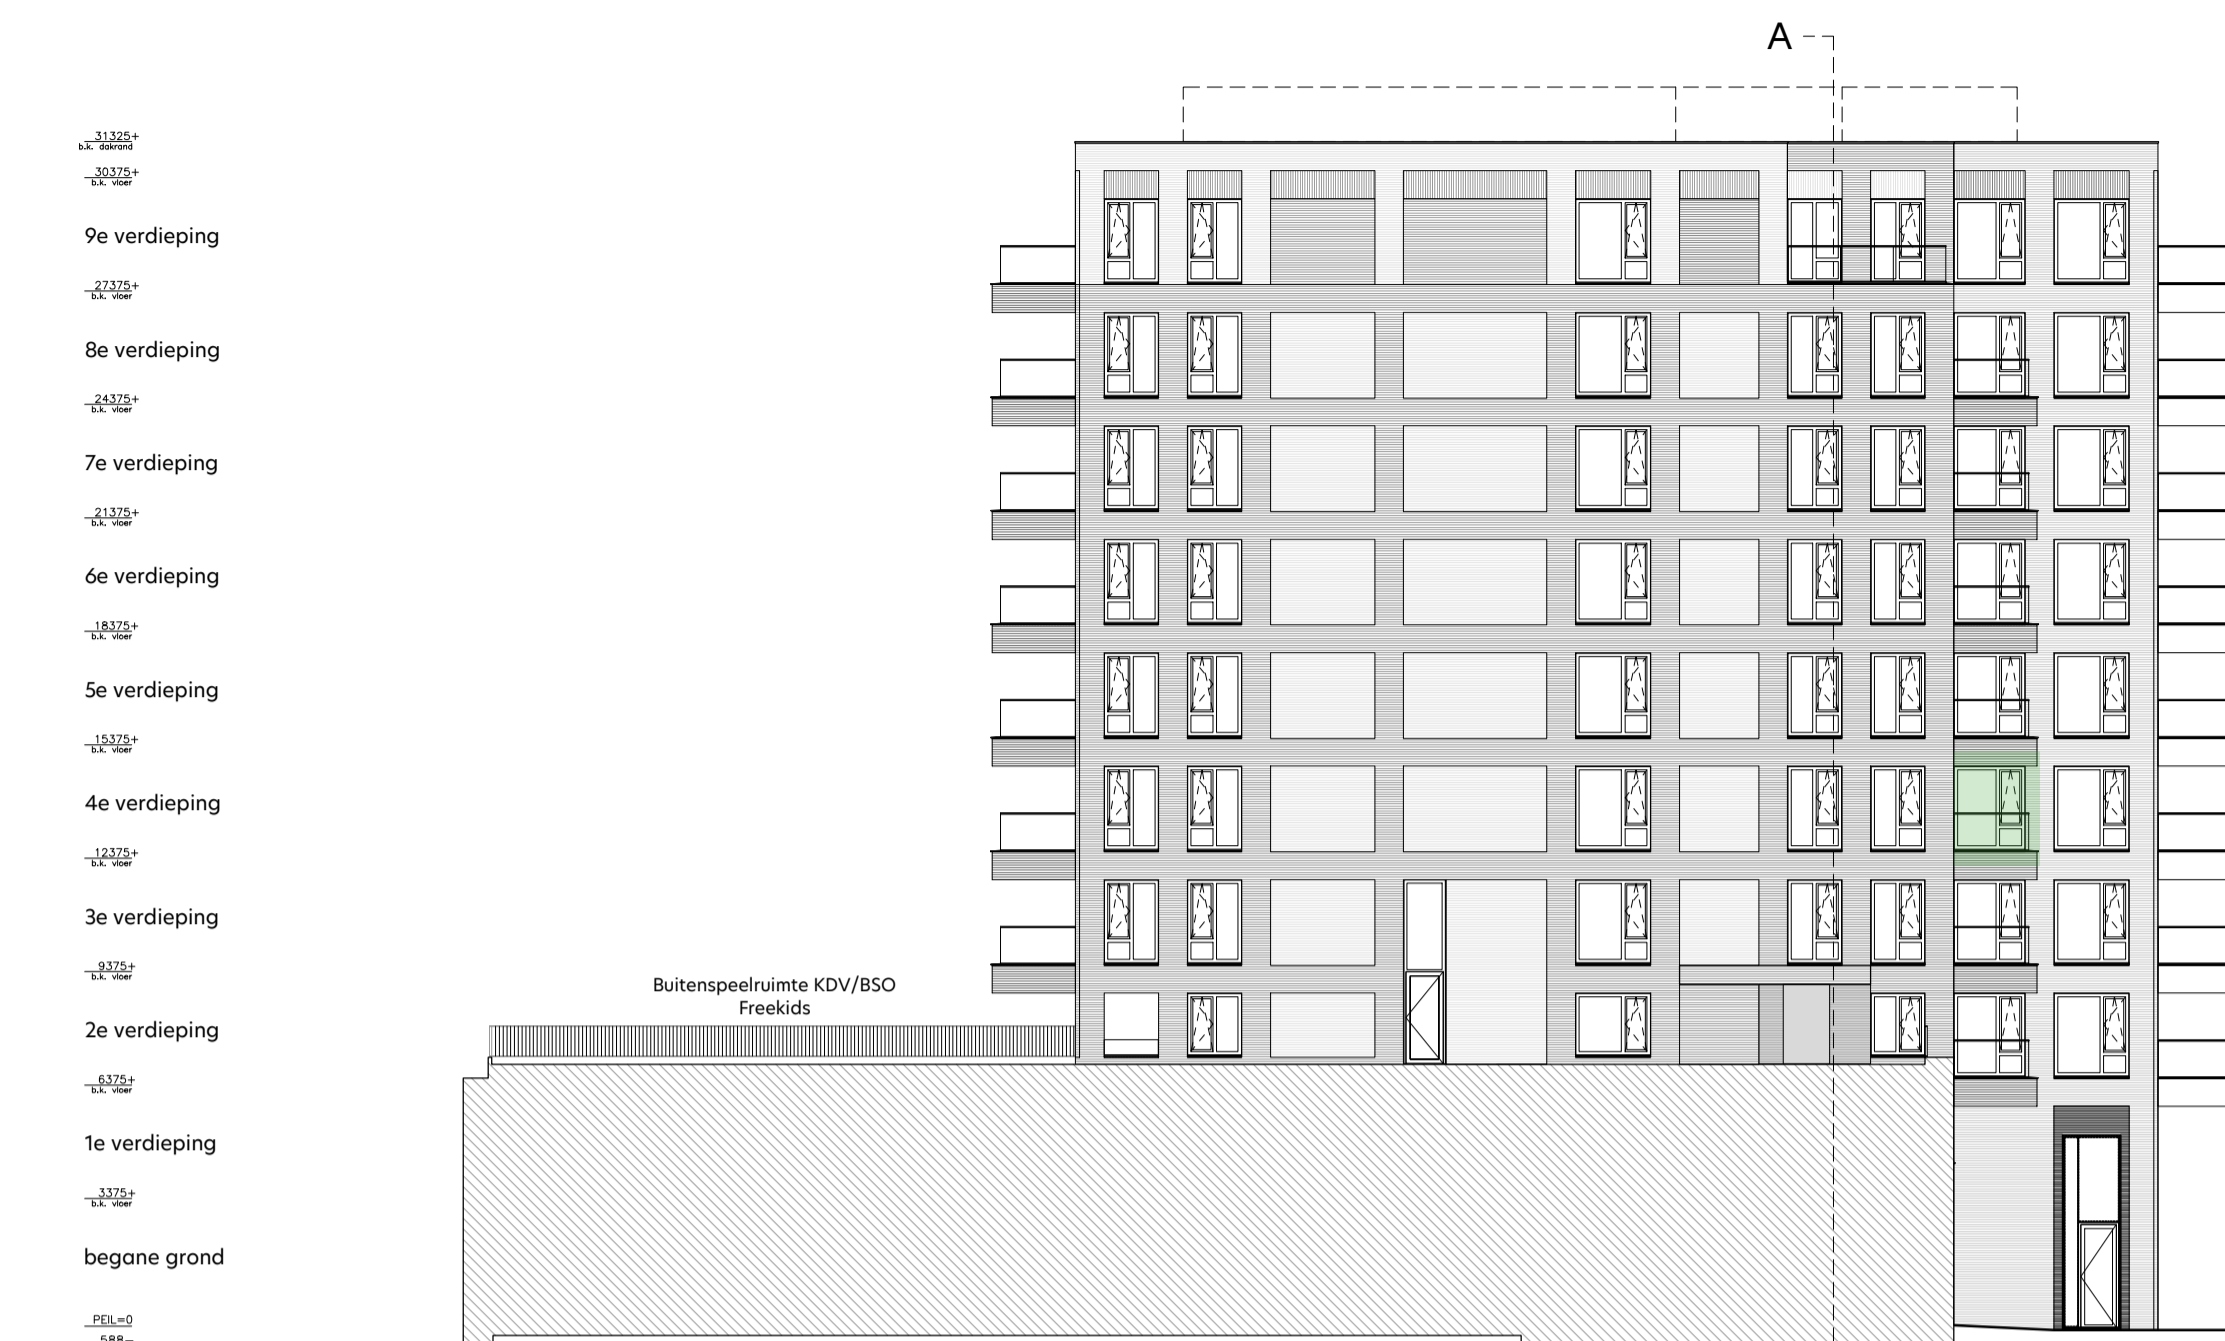 A
31325+
b.k. dakrand
30375+
b.k. vloer
9e verdieping
27375+
b.k. vloer
8e verdieping
24375+
b.k. vloer
7e verdieping
21375+
b.k. vloer
6e verdieping
18375+
b.k. vloer
5e verdieping
15375+
b.k. vloer
4e verdieping
12375+
b.k. vloer
3e verdieping
9375+
b.k. vloer
Buitenspeelruimte KDV/BSO
Freekids
2e verdieping
6375+
b.k. vloer
1e verdieping
3375+
b.k. vloer
begane grond
PEIL=0
588-